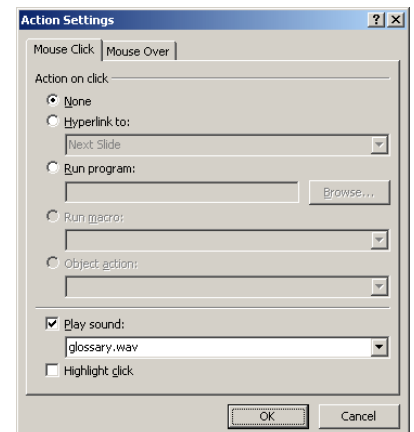 Action Settings
Mouse Click Mouse Over
Action on click
None
Hyperlink to:
Next Slide
Run program:
Browse...
Run macro:
Object action:
Play sound:
glossary.wav
Highlight click
OK Cancel